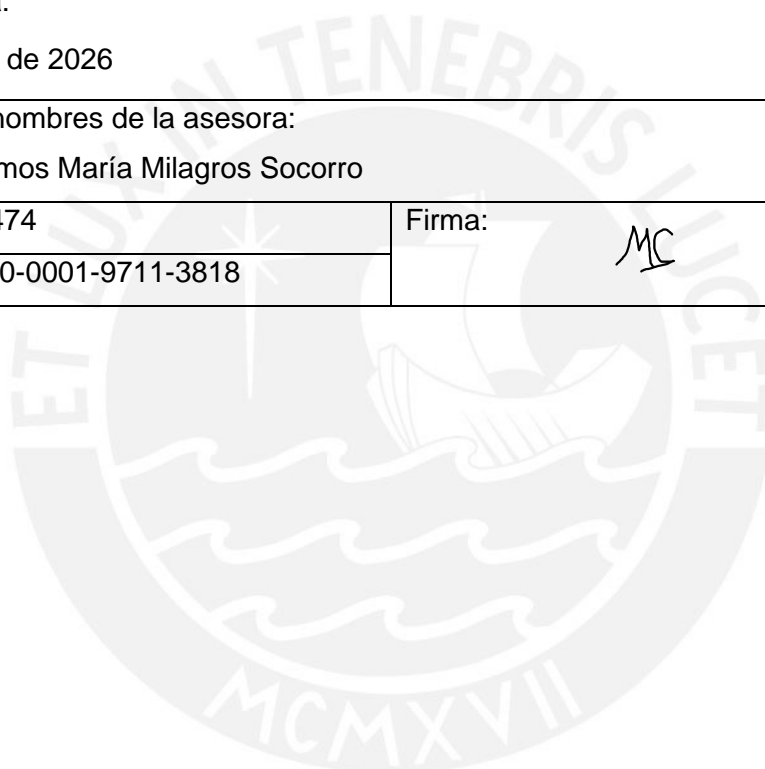 de 2026
nombres de la asesora:
mos María Milagros Socorro
474
Firma:
MC
0-0001-9711-3818
ET LUX IN TENEBRIS LUCET
MCMXVII